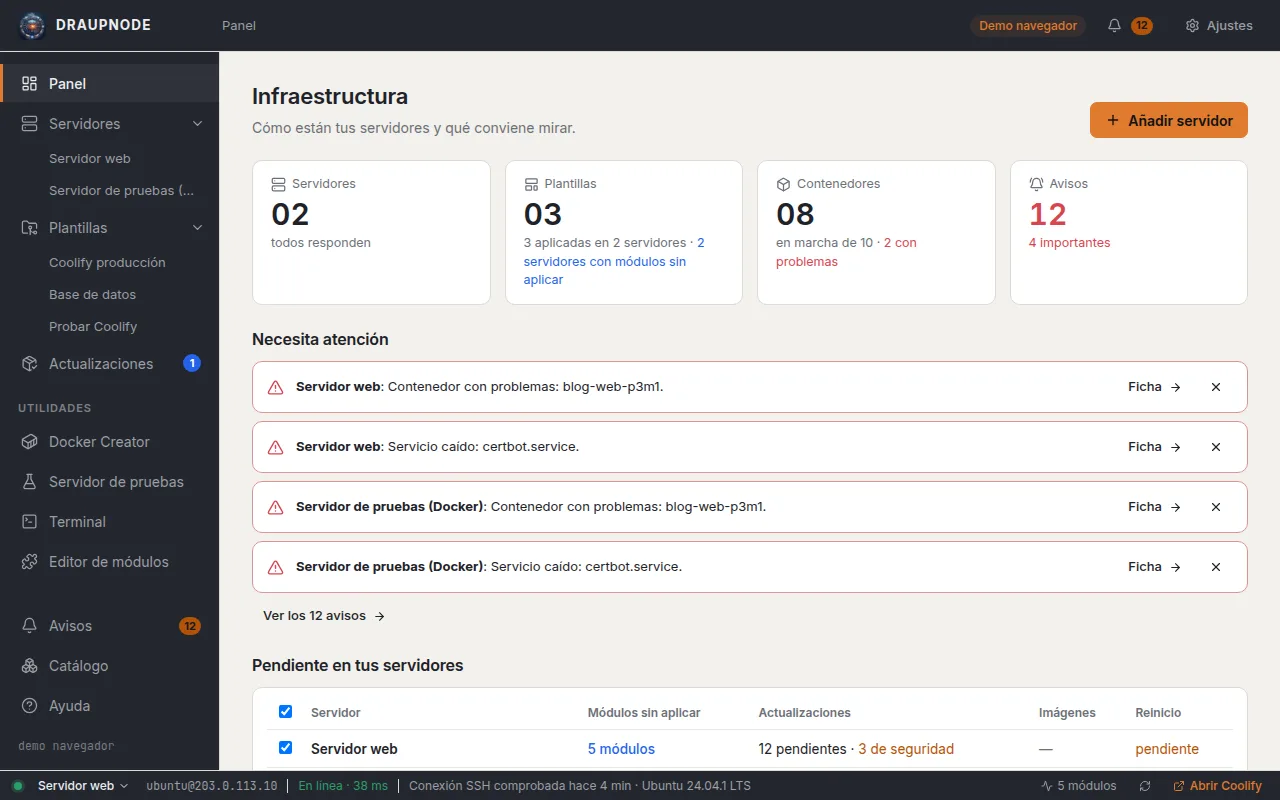 DRAUPNODE
Panel
Demo navegador
12
Ajustes
Panel
Servidores
Servidor web
Servidor de pruebas (...
Plantillas
Coolify producción
Base de datos
Probar Coolify
Actualizaciones
1
UTILIDADES
Docker Creator
Servidor de pruebas
Terminal
Editor de módulos
Avisos
12
Catálogo
Ayuda
demo navegador
Infraestructura
Cómo están tus servidores y qué conviene mirar.
+ Añadir servidor
Servidores
02
todos responden
Plantillas
03
3 aplicadas en 2 servidores · 2
servidores con módulos sin
aplicar
Contenedores
08
en marcha de 10 · 2 con
problemas
Avisos
12
4 importantes
Necesita atención
Servidor web: Contenedor con problemas: blog-web-p3m1.
Ficha →
Servidor web: Servicio caído: certbot.service.
Ficha →
Servidor de pruebas (Docker): Contenedor con problemas: blog-web-p3m1.
Ficha →
Servidor de pruebas (Docker): Servicio caído: certbot.service.
Ficha →
Ver los 12 avisos →
Pendiente en tus servidores
Servidor Módulos sin aplicar Actualizaciones Imágenes Reinicio
Servidor web 5 módulos 12 pendientes · 3 de seguridad — pendiente
Servidor web ubuntu@203.0.113.10 En línea · 38 ms Conexión SSH comprobada hace 4 min · Ubuntu 24.04.1 LTS 5 módulos Abrir Coolify